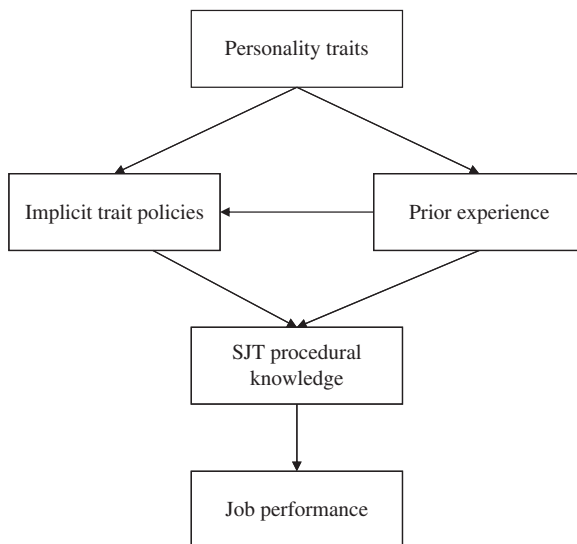 Personality traits
Implicit trait policies
Prior experience
SJT procedural
knowledge
Job performance